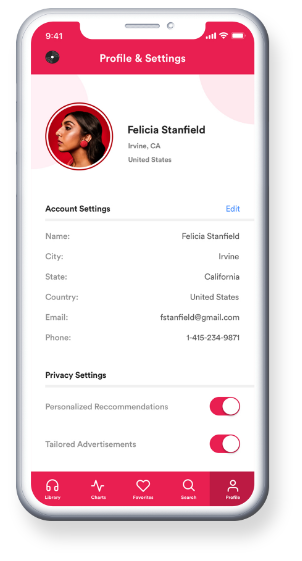 9:41
Profile & Settings
Felicia Stanfield
Irvine, CA
United States
Account Settings Edit
Name: Felicia Stanfield
City: Irvine
State: California
Country: United States
Email: fstanfield@gmail.com
Phone: 1-415-234-9871
Privacy Settings
Personalized Reccommendations
Tailored Advertisements
Library Charts Favorites Search Profile